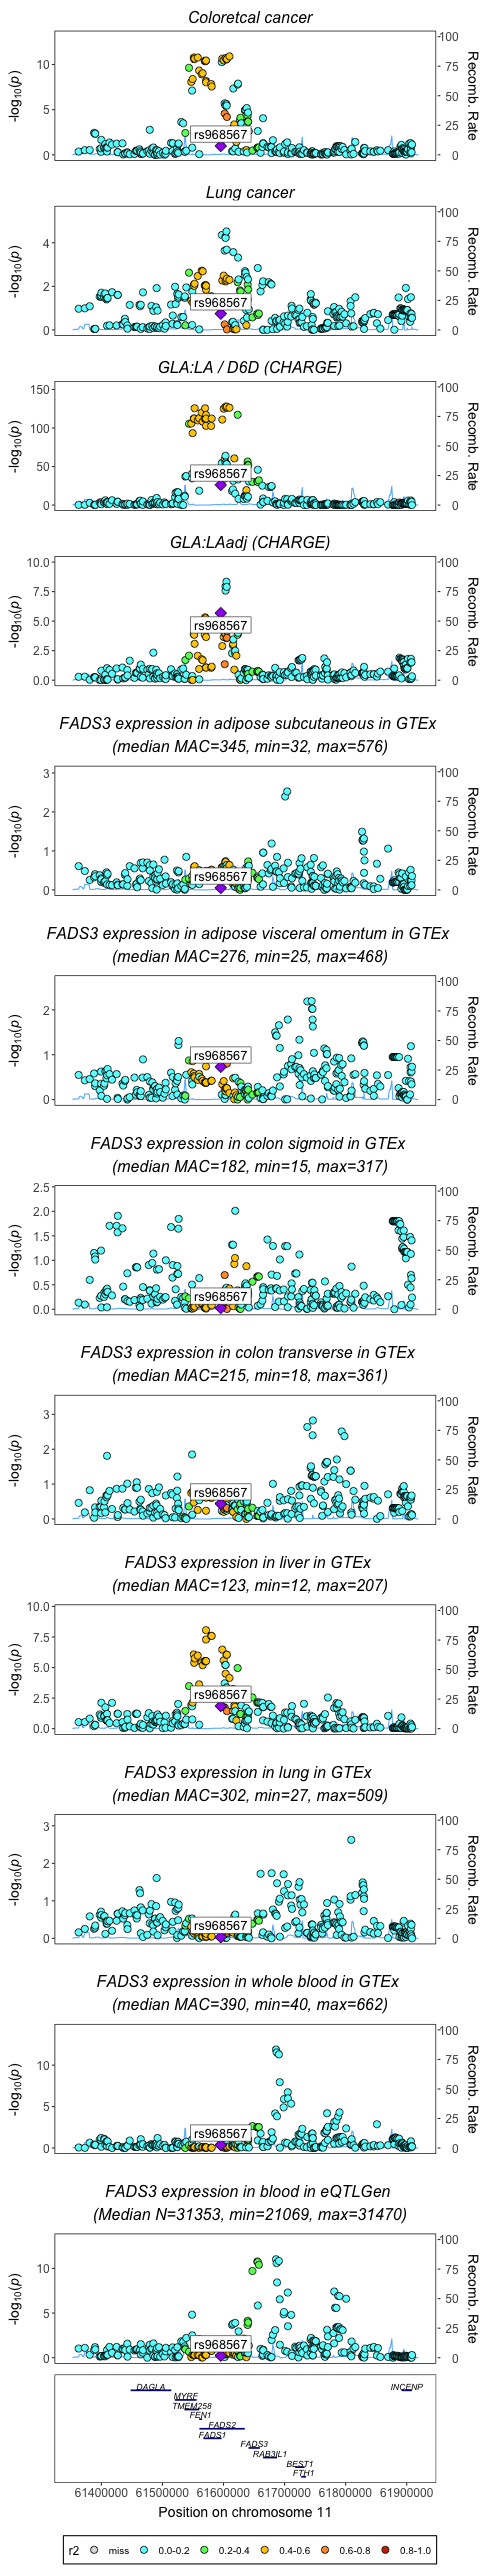 Coloretcal cancer
-log10(p)
10
5
0
rs968567
100
75
50
25
0
Recomb. Rate
Lung cancer
-log10(p)
4
2
0
rs968567
100
75
50
25
0
Recomb. Rate
GLA:LA / D6D (CHARGE)
-log10(p)
150
100
50
0
rs968567
100
75
50
25
0
Recomb. Rate
GLA:LAadj (CHARGE)
-log10(p)
10.0
7.5
5.0
2.5
0.0
rs968567
100
75
50
25
0
Recomb. Rate
FADS3 expression in adipose subcutaneous in GTEx
(median MAC=345, min=32, max=576)
-log10(p)
3
2
1
0
rs968567
100
75
50
25
0
Recomb. Rate
FADS3 expression in adipose visceral omentum in GTEx
(median MAC=276, min=25, max=468)
-log10(p)
2
1
0
rs968567
100
75
50
25
0
Recomb. Rate
FADS3 expression in colon sigmoid in GTEx
(median MAC=182, min=15, max=317)
-log10(p)
2.5
2.0
1.5
1.0
0.5
0.0
rs968567
100
75
50
25
0
Recomb. Rate
FADS3 expression in colon transverse in GTEx
(median MAC=215, min=18, max=361)
-log10(p)
3
2
1
0
rs968567
100
75
50
25
0
Recomb. Rate
FADS3 expression in liver in GTEx
(median MAC=123, min=12, max=207)
-log10(p)
10.0
7.5
5.0
2.5
0.0
rs968567
100
75
50
25
0
Recomb. Rate
FADS3 expression in lung in GTEx
(median MAC=302, min=27, max=509)
-log10(p)
3
2
1
0
rs968567
100
75
50
25
0
Recomb. Rate
FADS3 expression in whole blood in GTEx
(median MAC=390, min=40, max=662)
-log10(p)
10
5
0
rs968567
100
75
50
25
0
Recomb. Rate
FADS3 expression in blood in eQTLGen
(Median N=31353, min=21069, max=31470)
-log10(p)
10
5
0
rs968567
100
75
50
25
0
Recomb. Rate
DAGLA
INCENP
MYRF
TMEM258
FEN1
FADS2
FADS1
FADS3
RAB3IL1
BEST1
FTH1
61400000 61500000 61600000 61700000 61800000 61900000
Position on chromosome 11
r2 miss 0.0-0.2 0.2-0.4 0.4-0.6 0.6-0.8 0.8-1.0